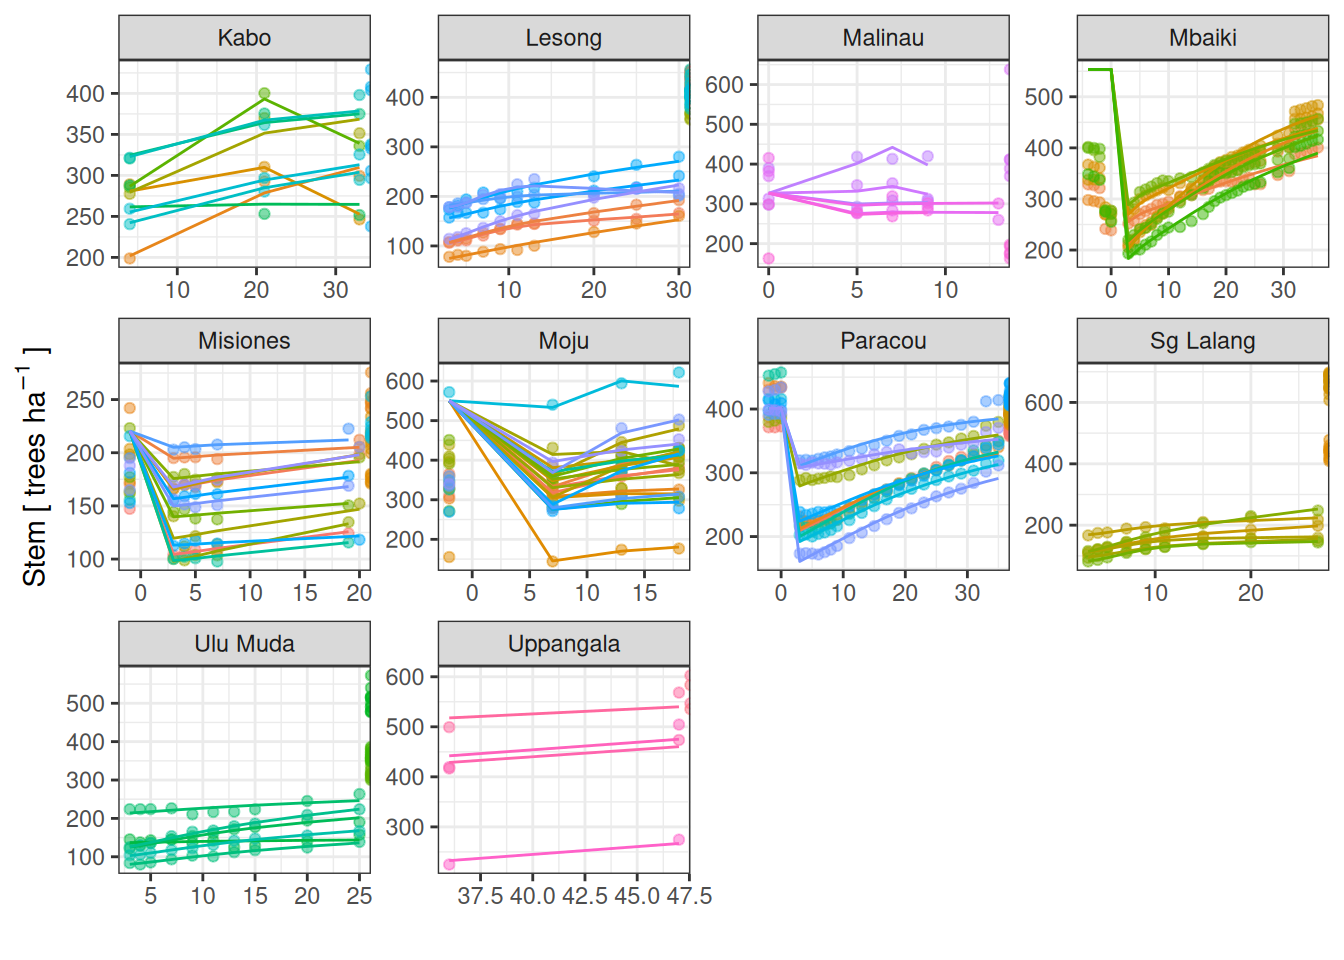 Kabo Lesong Malinau Mbaiki
400 350 300 250 200
400 300 200 100
600 500 400 300 200
500 400 300 200
10 20 30
10 20 30
0 5 10
0 10 20 30
Misiones Moju Paracou Sg Lalang
250 200 150 100
600 500 400 300 200
400 300 200
600 400 200
0 5 10 15 20
0 5 10 15
0 10 20 30
10 20
Stem [ trees ha⁻¹ ]
Ulu Muda Uppangala
500 400 300 200 100
600 500 400 300
5 10 15 20 25
37.5 40.0 42.5 45.0 47.5